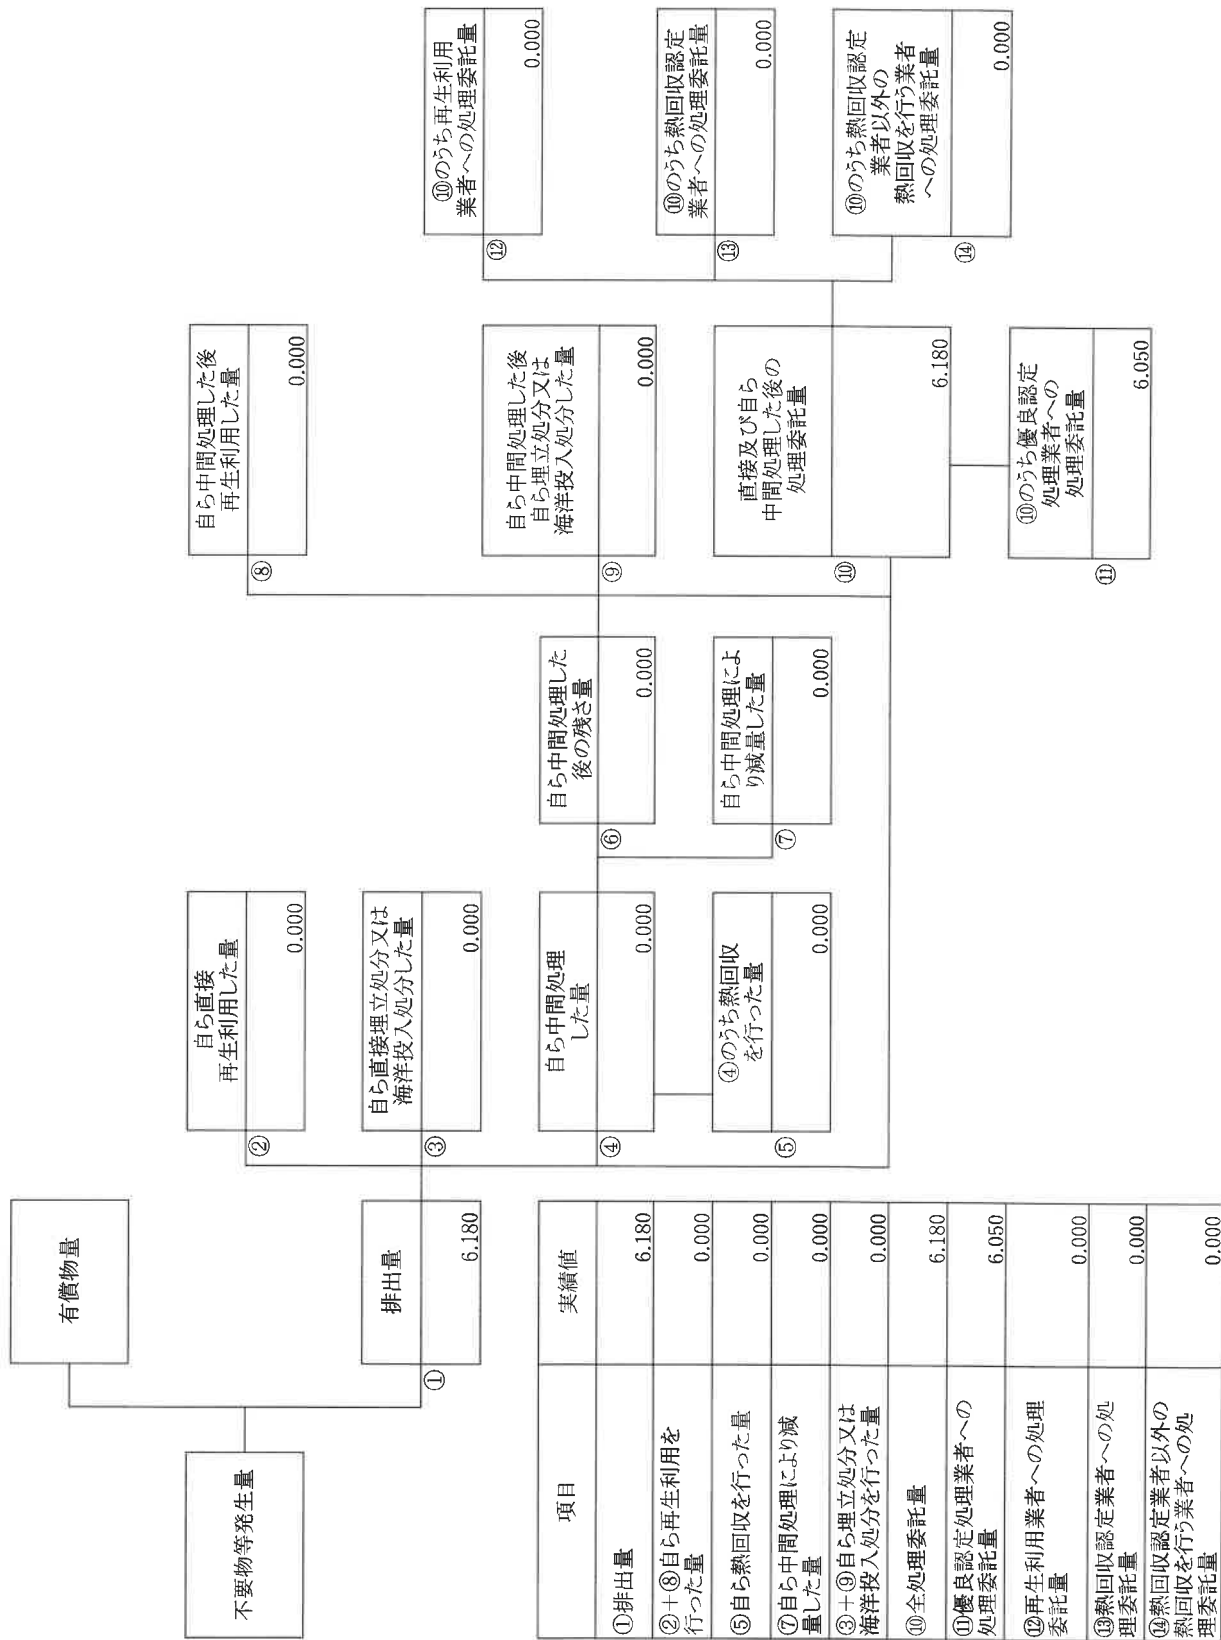 不要物等発生量
有償物量
①
排出量
6.180
②
自ら直接
再生利用した量
0.000
③
自ら直接埋立処分又は
海洋投入処分した量
0.000
④
自ら中間処理
した量
0.000
⑤
④のうち熱回収
を行った量
0.000
⑥
自ら中間処理した
後の残さ量
0.000
⑦
自ら中間処理によ
り減量した量
0.000
⑧
自ら中間処理した後
再生利用した量
0.000
⑨
自ら中間処理した後
自ら埋立処分又は
海洋投入処分した量
0.000
⑩
直接及び自ら
中間処理した後の
処理委託量
6.180
⑪
⑩のうち優良認定
処理業者への
処理委託量
6.050
⑫
⑩のうち再生利用
業者への処理委託量
0.000
⑬
⑩のうち熱回収認定
業者への処理委託量
0.000
⑭
⑩のうち熱回収認定
業者以外の
熱回収を行う業者
への処理委託量
0.000
項目 実績値
①排出量 6.180
②＋⑧自ら再生利用を
行った量 0.000
⑤自ら熱回収を行った量 0.000
⑦自ら中間処理により減
量した量 0.000
③＋⑨自ら埋立処分又は
海洋投入処分を行った量 0.000
⑩全処理委託量 6.180
⑪優良認定処理業者への
処理委託量 6.050
⑫再生利用業者への処理
委託量 0.000
⑬熱回収認定業者への処
理委託量 0.000
⑭熱回収認定業者以外の
熱回収を行う業者への処
理委託量 0.000